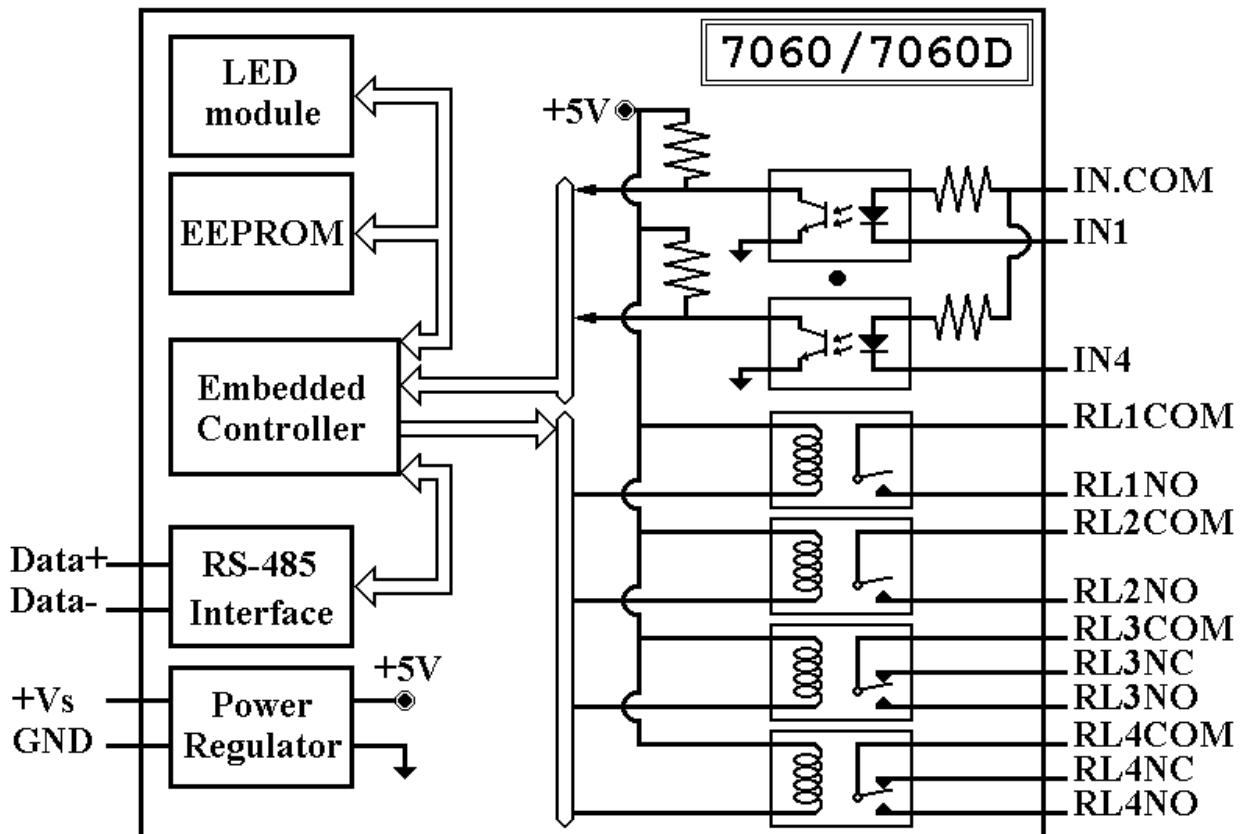 7060/7060D
LED
module
EEPROM
Embedded
Controller
RS-485
Interface
Power
Regulator
Data+
Data-
+Vs
GND
+5V
+5V
IN.COM
IN1
IN4
RL1COM
RL1NO
RL2COM
RL2NO
RL3COM
RL3NC
RL3NO
RL4COM
RL4NC
RL4NO